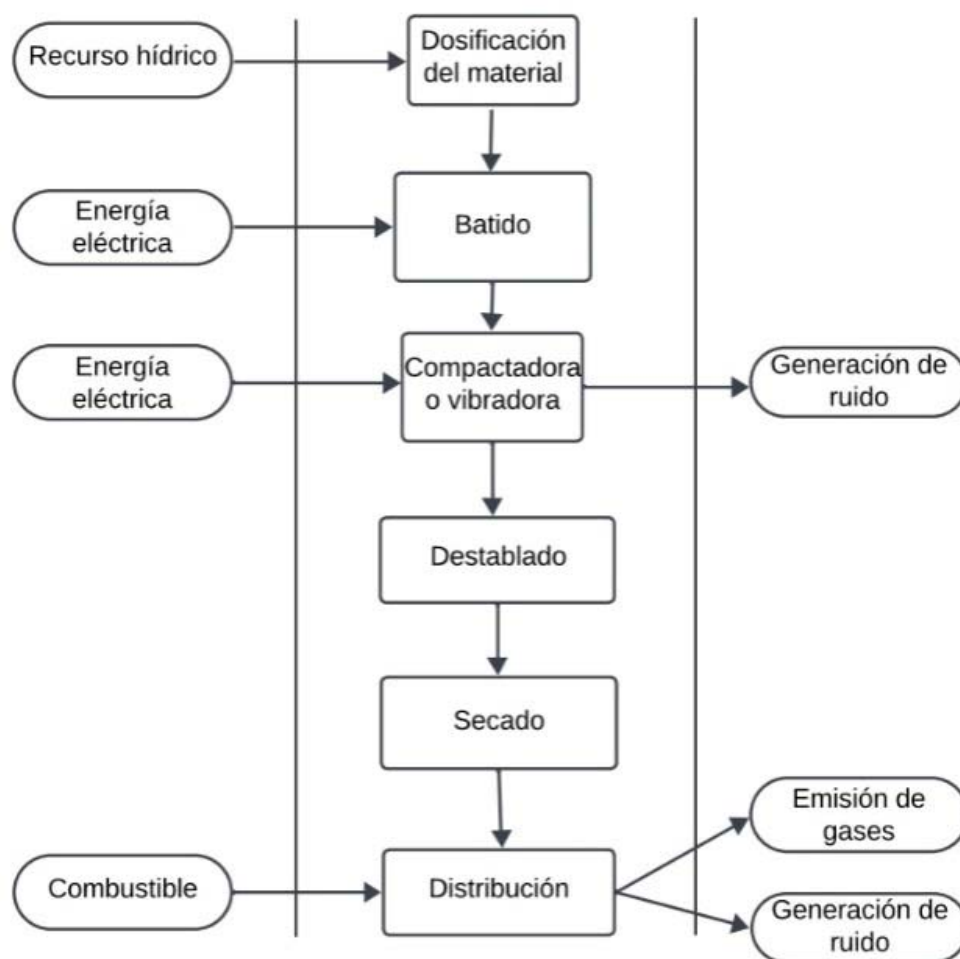 Recurso hídrico
Dosificación
del material
Energía
eléctrica
Batido
Energía
eléctrica
Compactadora
o vibradora
Generación de
ruido
Destablado
Secado
Emisión de
gases
Combustible
Distribución
Generación de
ruido